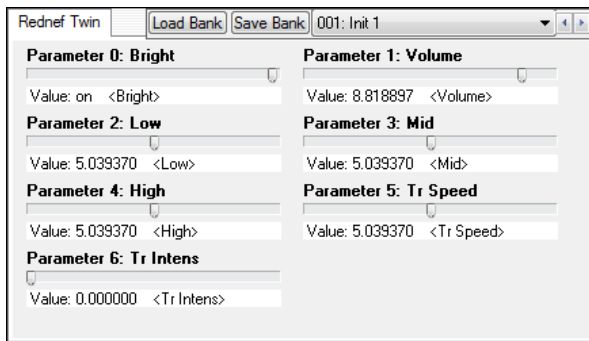 Rednef Twin Load Bank Save Bank 001: Init 1
Parameter 0: Bright Parameter 1: Volume
Value: on <Bright> Value: 8.818897 <Volume>
Parameter 2: Low Parameter 3: Mid
Value: 5.039370 <Low> Value: 5.039370 <Mid>
Parameter 4: High Parameter 5: Tr Speed
Value: 5.039370 <High> Value: 5.039370 <Tr Speed>
Parameter 6: Tr Intens
Value: 0.000000 <Tr Intens>